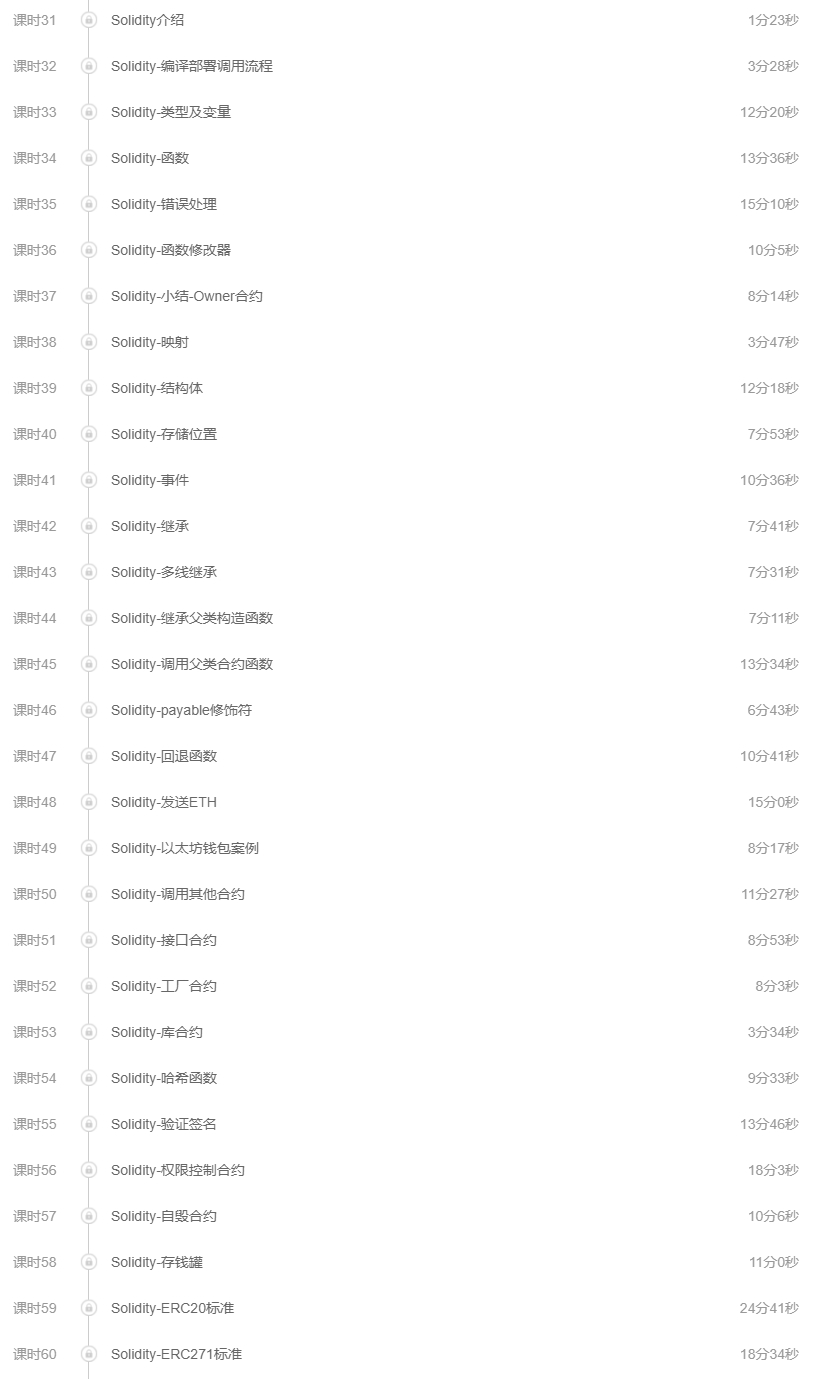 课时31 Solidity介绍 1分23秒
课时32 Solidity-编译部署调用流程 3分28秒
课时33 Solidity-类型及变量 12分20秒
课时34 Solidity-函数 13分36秒
课时35 Solidity-错误处理 15分10秒
课时36 Solidity-函数修改器 10分5秒
课时37 Solidity-小结-Owner合约 8分14秒
课时38 Solidity-映射 3分47秒
课时39 Solidity-结构体 12分18秒
课时40 Solidity-存储位置 7分53秒
课时41 Solidity-事件 10分36秒
课时42 Solidity-继承 7分41秒
课时43 Solidity-多线继承 7分31秒
课时44 Solidity-继承父类构造函数 7分11秒
课时45 Solidity-调用父类合约函数 13分34秒
课时46 Solidity-payable修饰符 6分43秒
课时47 Solidity-回退函数 10分41秒
课时48 Solidity-发送ETH 15分0秒
课时49 Solidity-以太坊钱包案例 8分17秒
课时50 Solidity-调用其他合约 11分27秒
课时51 Solidity-接口合约 8分53秒
课时52 Solidity-工厂合约 8分3秒
课时53 Solidity-库合约 3分34秒
课时54 Solidity-哈希函数 9分33秒
课时55 Solidity-验证签名 13分46秒
课时56 Solidity-权限控制合约 18分3秒
课时57 Solidity-自毁合约 10分6秒
课时58 Solidity-存钱罐 11分0秒
课时59 Solidity-ERC20标准 24分41秒
课时60 Solidity-ERC271标准 18分34秒